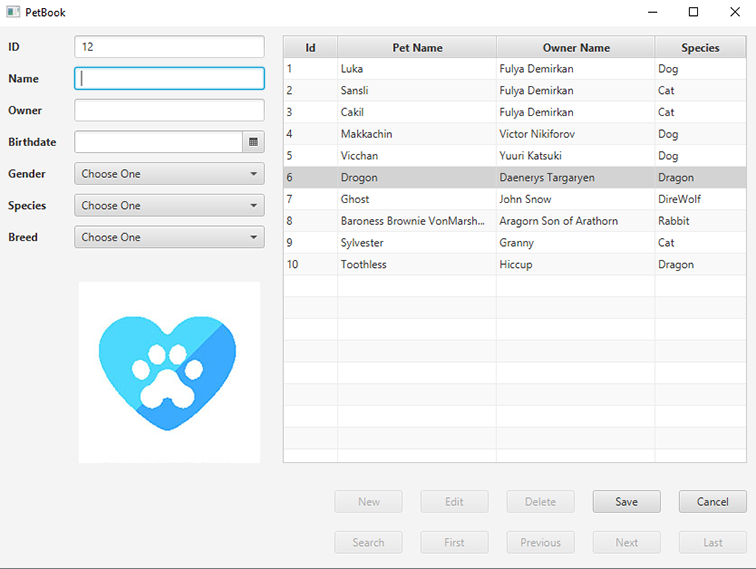 PetBook
ID 12
Name
Owner
Birthdate
Gender Choose One
Species Choose One
Breed Choose One
Id Pet Name Owner Name Species
1 Luka Fulya Demirkan Dog
2 Sansli Fulya Demirkan Cat
3 Cakil Fulya Demirkan Cat
4 Makkachin Victor Nikiforov Dog
5 Vicchan Yuuri Katsuki Dog
6 Drogon Daenerys Targaryen Dragon
7 Ghost John Snow DireWolf
8 Baroness Brownie VonMarsh... Aragorn Son of Arathorn Rabbit
9 Sylvester Granny Cat
10 Toothless Hiccup Dragon
New Edit Delete Save Cancel
Search First Previous Next Last